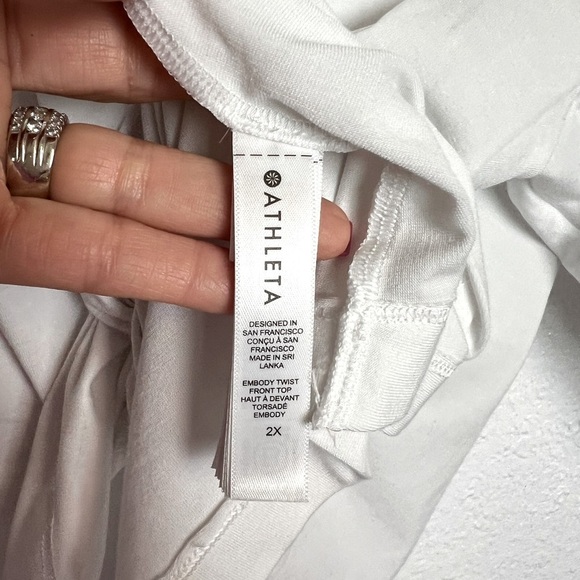 ATHLETA
DESIGNED IN
SAN FRANCISCO
CONÇU À SAN
FRANCISCO
MADE IN SRI
LANKA
EMBODY TWIST
FRONT TOP
HAUT À DEVANT
TORSADÉ
EMBODY
2X